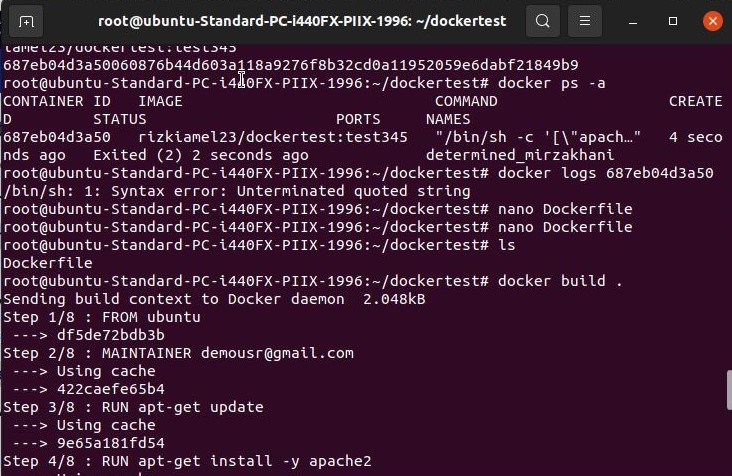 root@ubuntu-Standard-PC-i440FX-PIIX-1996: ~/dockertest
iamel23/dockertest:test345
687eb04d3a50060876b44d603a118a9276f8b32cd0a11952059e6dabf21849b9
root@ubuntu-Standard-PC-i440FX-PIIX-1996:~/dockertest# docker ps -a
CONTAINER ID   IMAGE                            COMMAND                  CREATE
D         STATUS                     PORTS      NAMES
687eb04d3a50   rizkiamel23/dockertest:test345   "/bin/sh -c '[\"apach…"   4 seco
nds ago   Exited (2) 2 seconds ago              determined_mirzakhani
root@ubuntu-Standard-PC-i440FX-PIIX-1996:~/dockertest# docker logs 687eb04d3a50
/bin/sh: 1: Syntax error: Unterminated quoted string
root@ubuntu-Standard-PC-i440FX-PIIX-1996:~/dockertest# nano Dockerfile
root@ubuntu-Standard-PC-i440FX-PIIX-1996:~/dockertest# nano Dockerfile
root@ubuntu-Standard-PC-i440FX-PIIX-1996:~/dockertest# ls
Dockerfile
root@ubuntu-Standard-PC-i440FX-PIIX-1996:~/dockertest# docker build .
Sending build context to Docker daemon  2.048kB
Step 1/8 : FROM ubuntu
 ---> df5de72bdb3b
Step 2/8 : MAINTAINER demousr@gmail.com
 ---> Using cache
 ---> 422caefe65b4
Step 3/8 : RUN apt-get update
 ---> Using cache
 ---> 9e65a181fd54
Step 4/8 : RUN apt-get install -y apache2